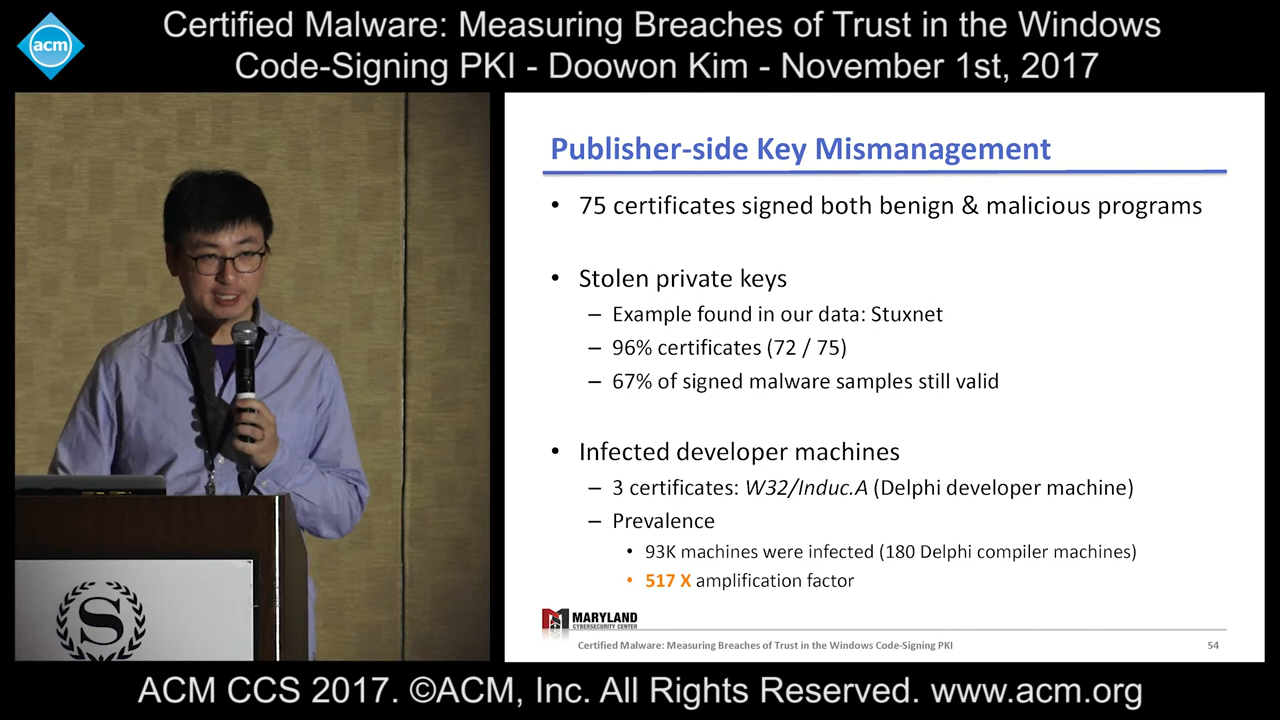 Certified Malware: Measuring Breaches of Trust in the Windows
Code-Signing PKI - Doowon Kim - November 1st, 2017
acm
Publisher-side Key Mismanagement
• 75 certificates signed both benign & malicious programs
• Stolen private keys
– Example found in our data: Stuxnet
– 96% certificates (72 / 75)
– 67% of signed malware samples still valid
• Infected developer machines
– 3 certificates: W32/Induc.A (Delphi developer machine)
– Prevalence
• 93K machines were infected (180 Delphi compiler machines)
• 517 X amplification factor
MARYLAND
CYBERSECURITY CENTER
Certified Malware: Measuring Breaches of Trust in the Windows Code-Signing PKI
54
S
ACM CCS 2017. ©ACM, Inc. All Rights Reserved. www.acm.org